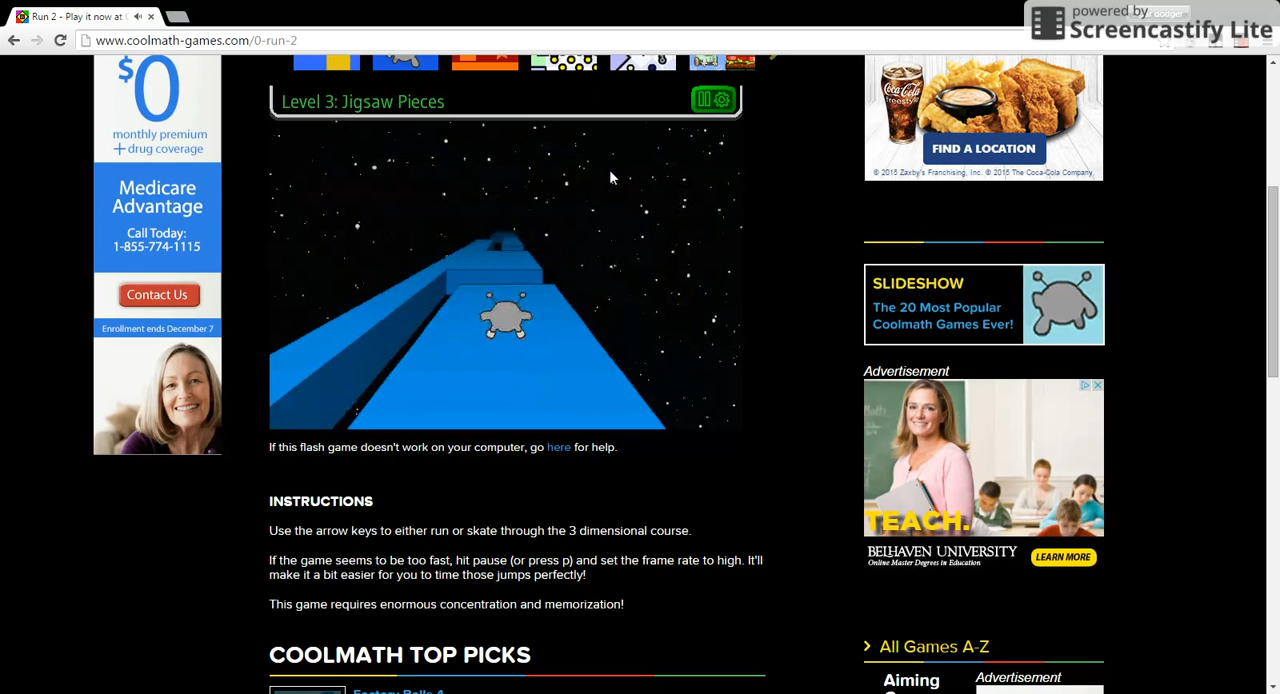 Run 2 - Play it now at C
powered by
Screencastify Lite
dodger
www.coolmath-games.com/0-run-2
$0
monthly premium
+ drug coverage
Medicare
Advantage
Call Today:
1-855-774-1115
Contact Us
Enrollment ends December 7
Level 3: Jigsaw Pieces
If this flash game doesn't work on your computer, go here for help.
INSTRUCTIONS
Use the arrow keys to either run or skate through the 3 dimensional course.
If the game seems to be too fast, hit pause (or press p) and set the frame rate to high. It'll
make it a bit easier for you to time those jumps perfectly!
This game requires enormous concentration and memorization!
COOLMATH TOP PICKS
Factory Balls 4
Coca-Cola
freestyle
FIND A LOCATION
© 2015 Zaxby's Franchising, Inc. © 2015 The Coca-Cola Company.
SLIDESHOW
The 20 Most Popular
Coolmath Games Ever!
Advertisement
Math
TEACH.
BELHAVEN UNIVERSITY
Online Master Degrees in Education
LEARN MORE
All Games A-Z
Aiming
Advertisement